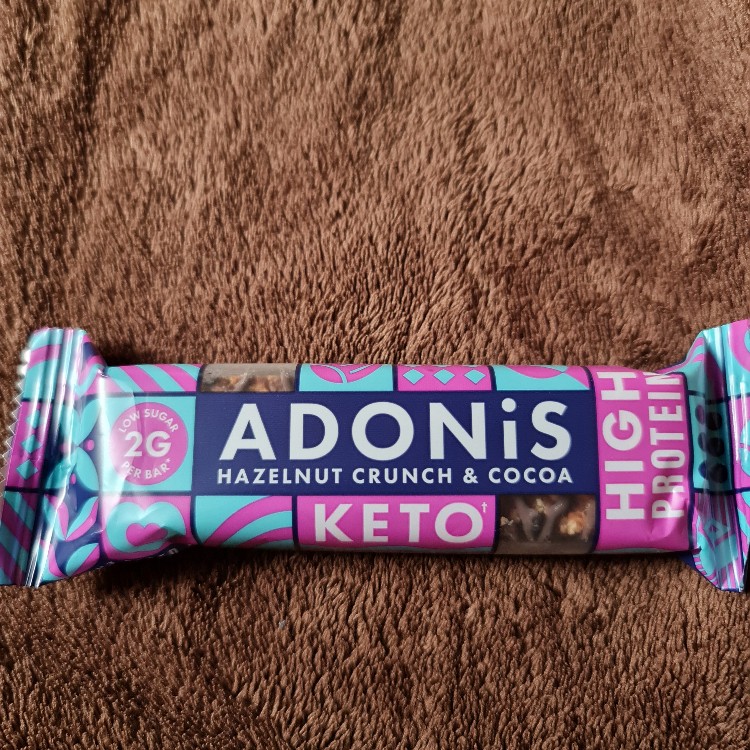 LOW SUGAR
2G
PER BAR*
ADONiS
HAZELNUT CRUNCH & COCOA
KETO†
HIGH
PROTEIN